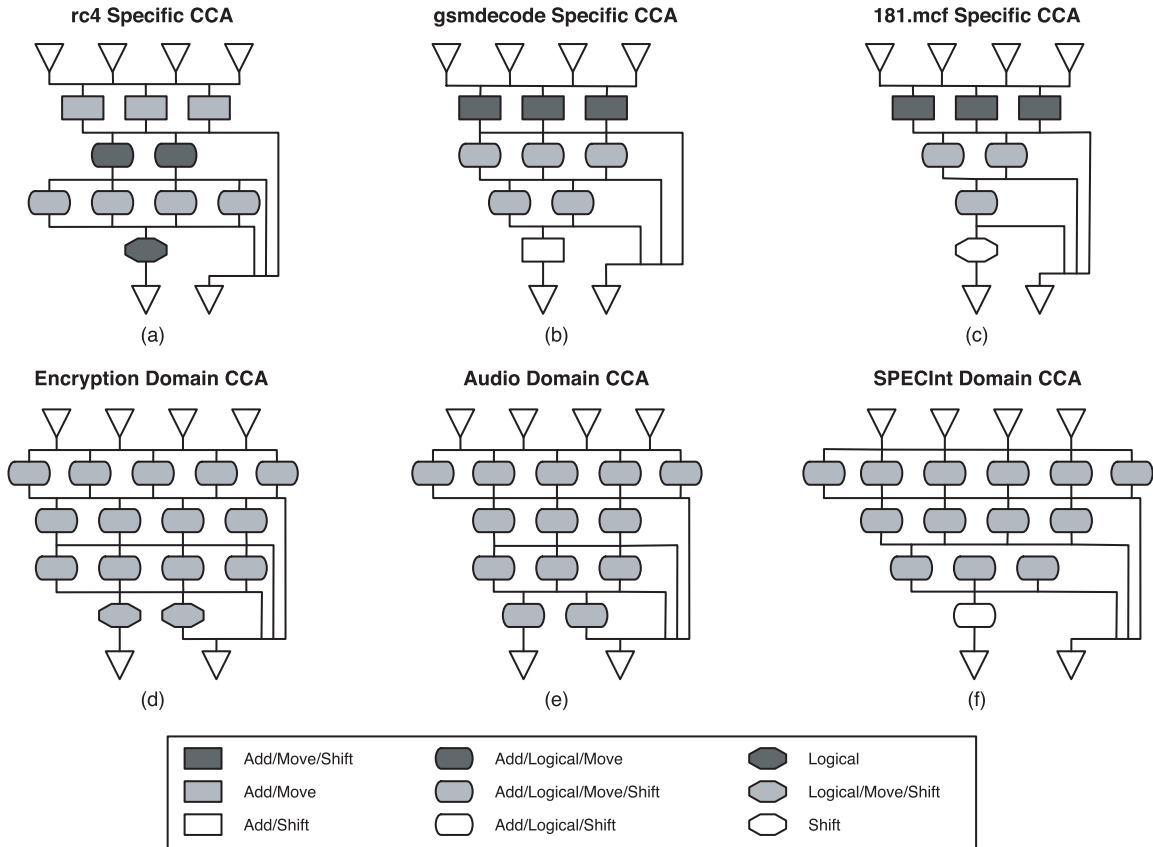 rc4 Specific CCA
gsmdecode Specific CCA
181.mcf Specific CCA
(a)
(b)
(c)
Encryption Domain CCA
Audio Domain CCA
SPECInt Domain CCA
(d)
(e)
(f)
Add/Move/Shift
Add/Logical/Move
Logical
Add/Move
Add/Logical/Move/Shift
Logical/Move/Shift
Add/Shift
Add/Logical/Shift
Shift